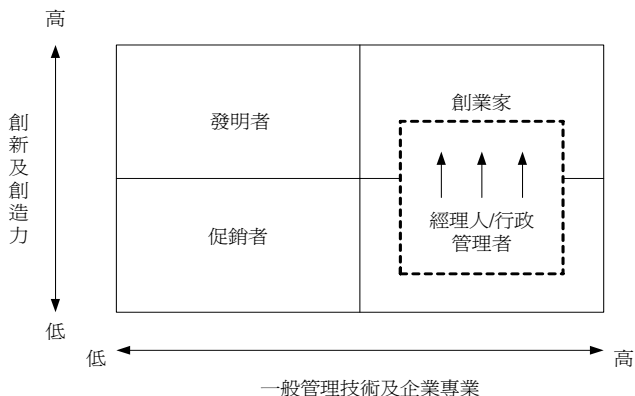 高
創業家
發明者
創新及創造力
經理人/行政
管理者
促銷者
低
低
高
一般管理技術及企業專業